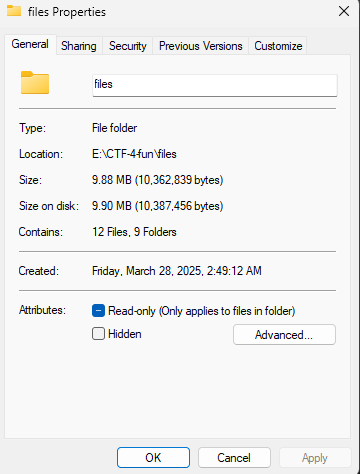 files Properties
General Sharing Security Previous Versions Customize
files
Type: File folder
Location: E:\CTF-4-fun\files
Size: 9.88 MB (10,362,839 bytes)
Size on disk: 9.90 MB (10,387,456 bytes)
Contains: 12 Files, 9 Folders
Created: Friday, March 28, 2025, 2:49:12 AM
Attributes: Read-only (Only applies to files in folder)
Hidden Advanced...
OK Cancel Apply